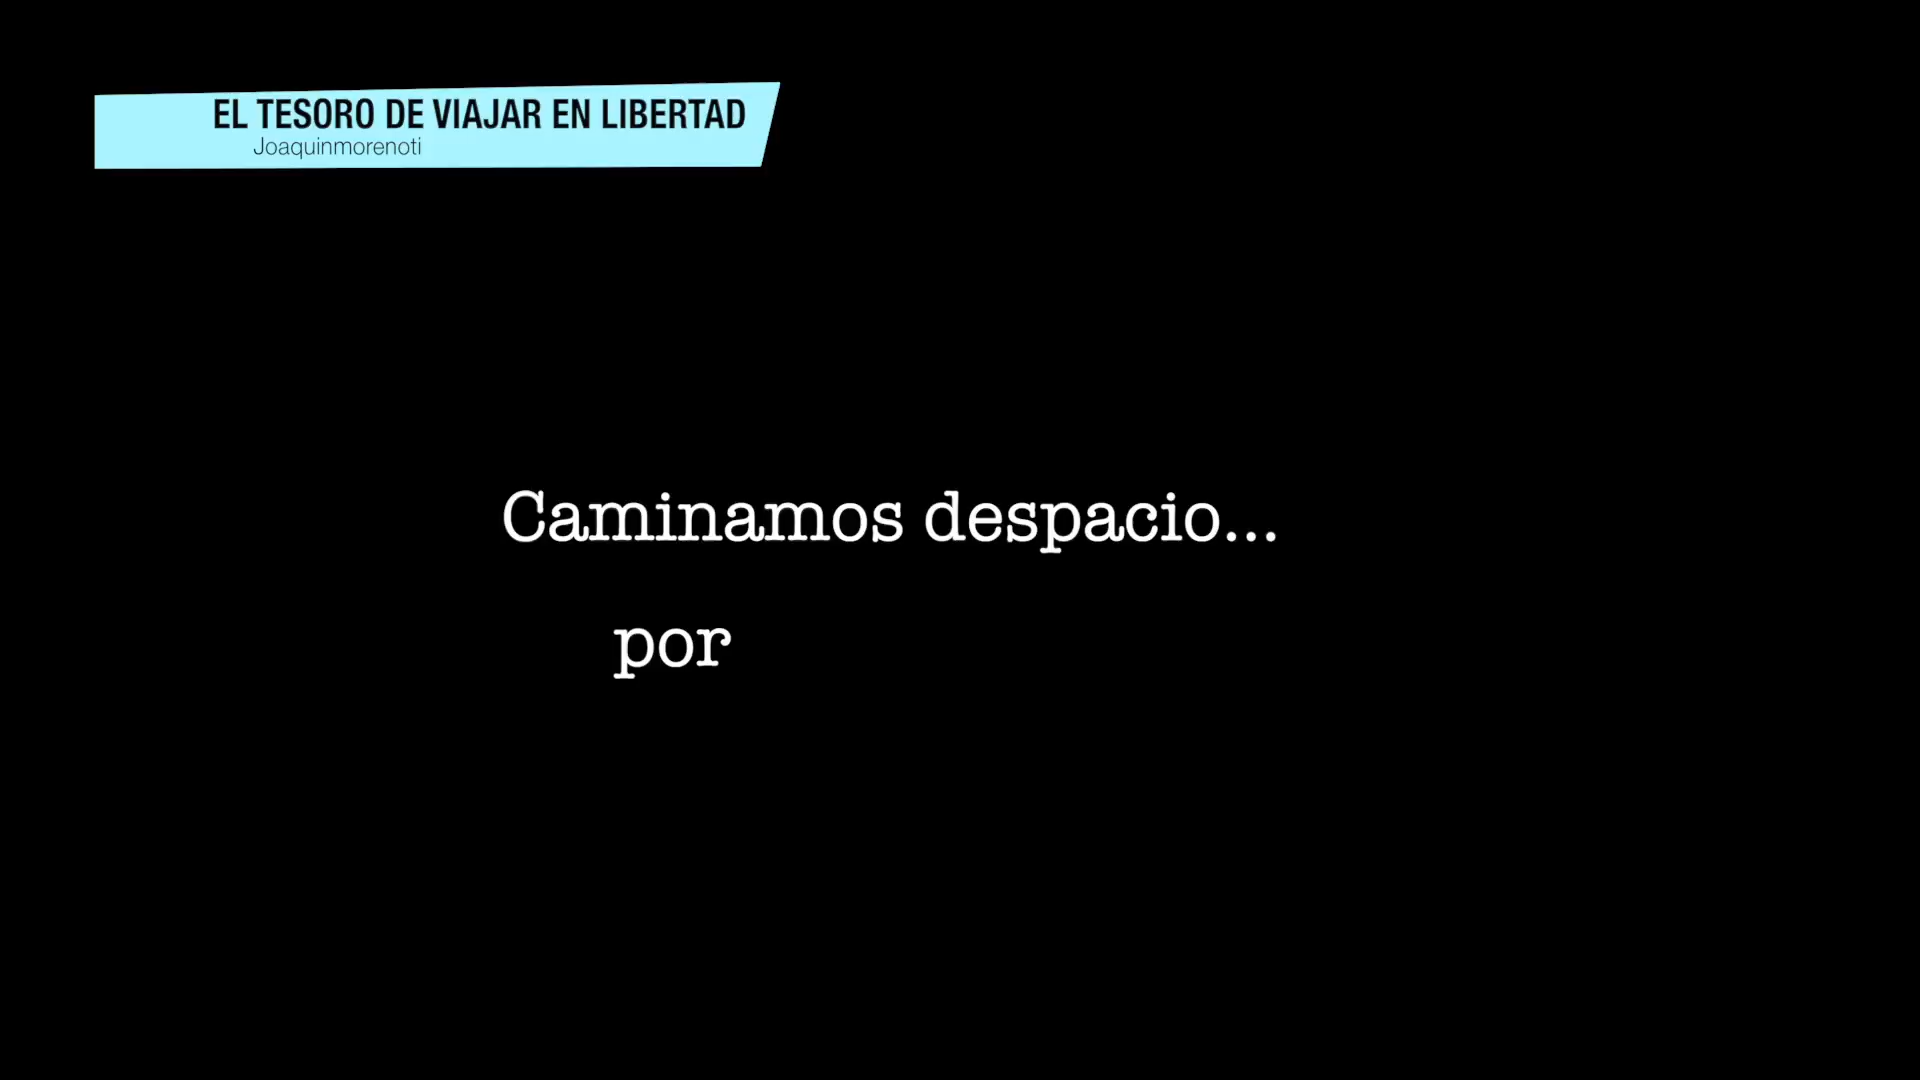 EL TESORO DE VIAJAR EN LIBERTAD
Joaquinmorenoti
Caminamos despacio...
por